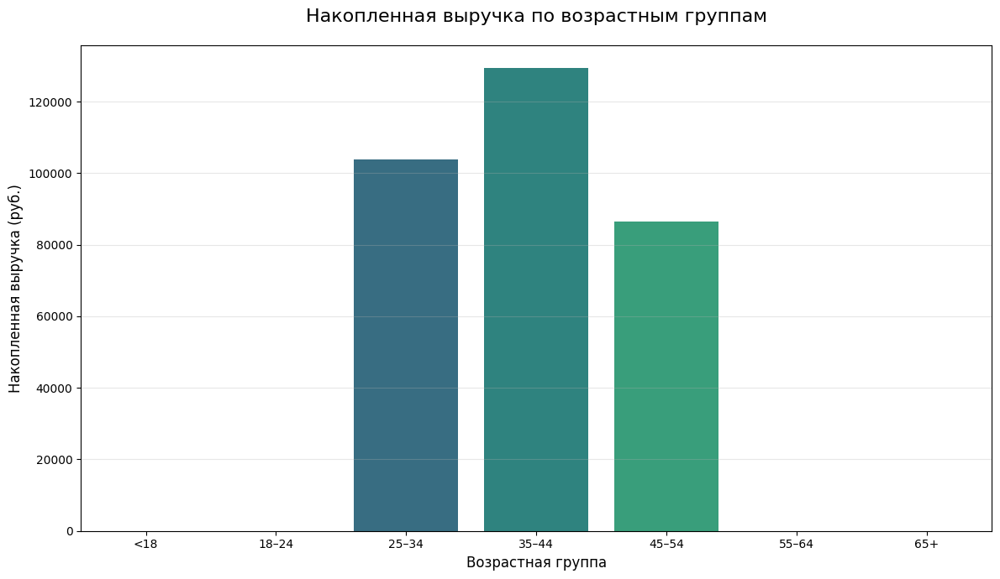 Накопленная выручка по возрастным группам
Накопленная выручка (руб.)
120000
100000
80000
60000
40000
20000
0
<18 18–24 25–34 35–44 45–54 55–64 65+
Возрастная группа